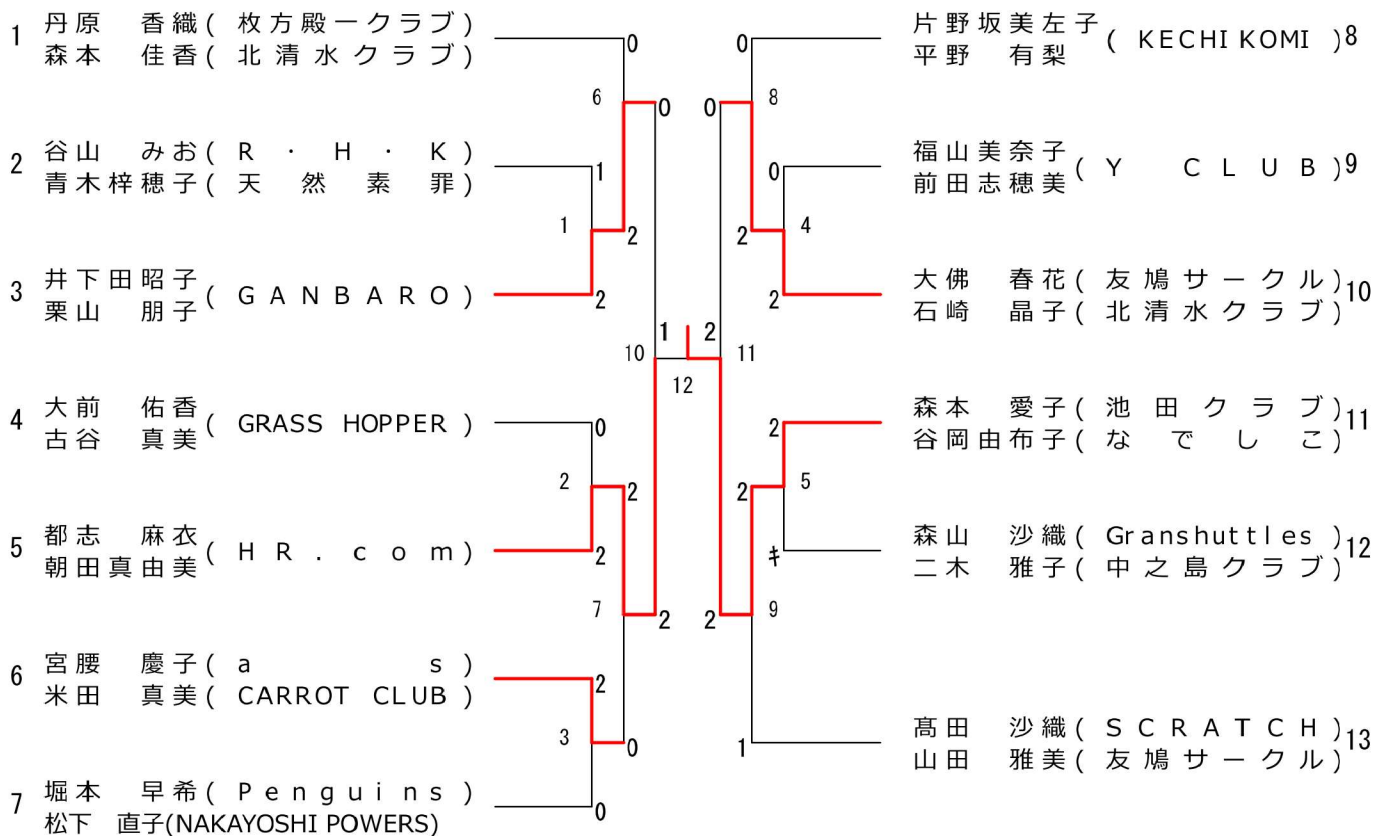 1 丹原 香織( 枚方殿一クラブ )
森本 佳香( 北清水クラブ )
2 谷山 みお( R ・ H ・ K )
青木梓穂子( 天 然 素 罪 )
3 井下田昭子
栗山 朋子
( G A N B A R O )
4 大前 佑香
古谷 真美
( GRASS HOPPER )
5 都志 麻衣
朝田真由美
( H R . c o m )
6 宮腰 慶子( a s )
米田 真美( CARROT CLUB )
7 堀本 早希( P e n g u i n s )
松下 直子(NAKAYOSHI POWERS)
0
6
0
1
1
2
2
10
1
0
2
2
2
7
2
2
3
0
0
12
0
8
0
0
4
2
2
2
11
2
5
2
キ
9
2
1
片野坂美左子
平野 有梨
( KECHI KOMI ) 8
福山美奈子
前田志穂美
( Y C L U B ) 9
大佛 春花( 友鳩サークル )
石崎 晶子( 北清水クラブ )
10
森本 愛子( 池 田 ク ラ ブ )
谷岡由布子( な で し こ )
11
森山 沙織( Granshuttles )
二木 雅子( 中之島クラブ )
12
髙田 沙織( S C R A T C H )
山田 雅美( 友鳩サークル )
13